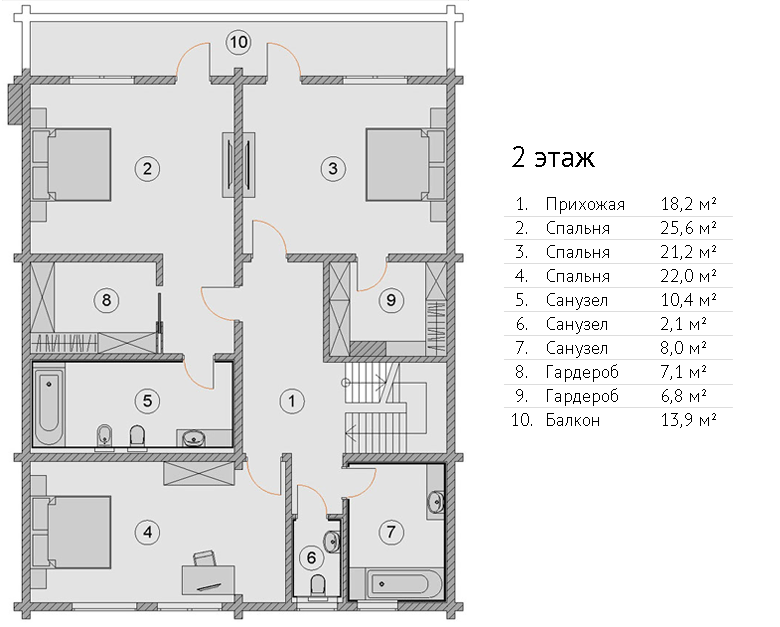 10
2
3
8
9
5
1
4
6
7
2 этаж
1. Прихожая 18,2 м²
2. Спальня 25,6 м²
3. Спальня 21,2 м²
4. Спальня 22,0 м²
5. Санузел 10,4 м²
6. Санузел 2,1 м²
7. Санузел 8,0 м²
8. Гардероб 7,1 м²
9. Гардероб 6,8 м²
10. Балкон 13,9 м²